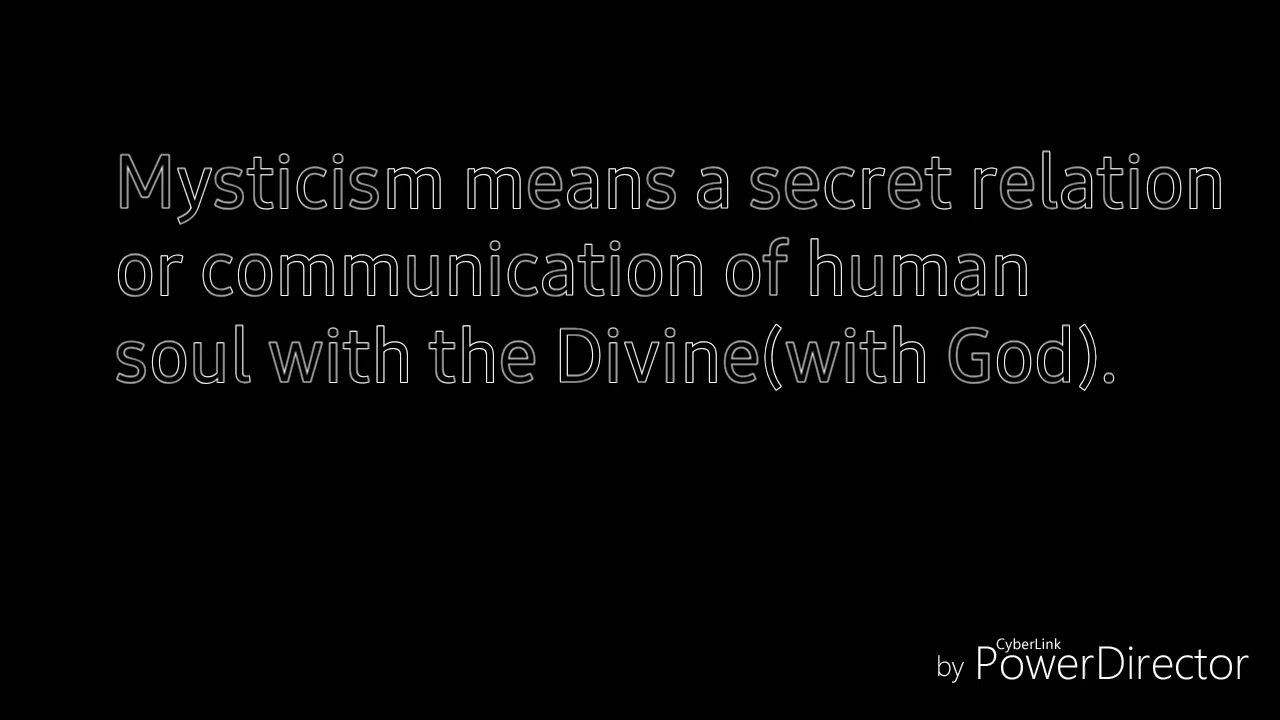 Mysticism means a secret relation
or communication of human
soul with the Divine(with God).
CyberLink
by PowerDirector